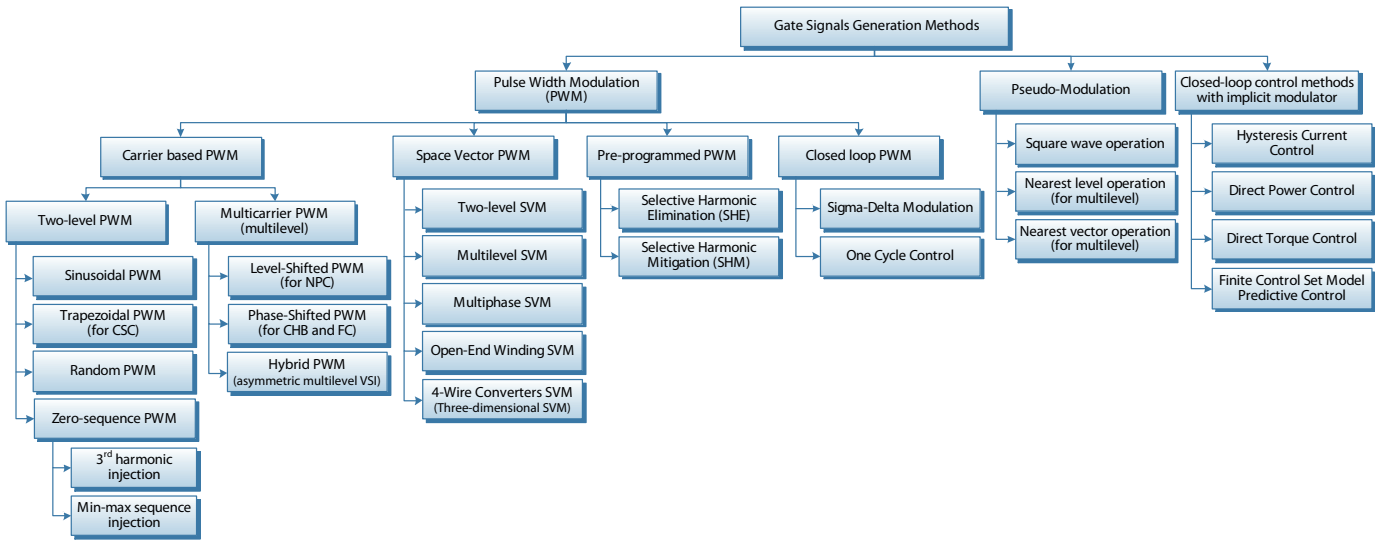 Gate Signals Generation Methods
Pulse Width Modulation
(PWM)
Pseudo-Modulation
Closed-loop control methods
with implicit modulator
Carrier based PWM
Space Vector PWM
Pre-programmed PWM
Closed loop PWM
Two-level PWM
Multicarrier PWM
(multilevel)
Sinusoidal PWM
Trapezoidal PWM
(for CSC)
Random PWM
Zero-sequence PWM
3rd harmonic
injection
Min-max sequence
injection
Level-Shifted PWM
(for NPC)
Phase-Shifted PWM
(for CHB and FC)
Hybrid PWM
(asymmetric multilevel VSI)
Two-level SVM
Multilevel SVM
Multiphase SVM
Open-End Winding SVM
4-Wire Converters SVM
(Three-dimensional SVM)
Selective Harmonic
Elimination (SHE)
Selective Harmonic
Mitigation (SHM)
Sigma-Delta Modulation
One Cycle Control
Square wave operation
Nearest level operation
(for multilevel)
Nearest vector operation
(for multilevel)
Hysteresis Current
Control
Direct Power Control
Direct Torque Control
Finite Control Set Model
Predictive Control